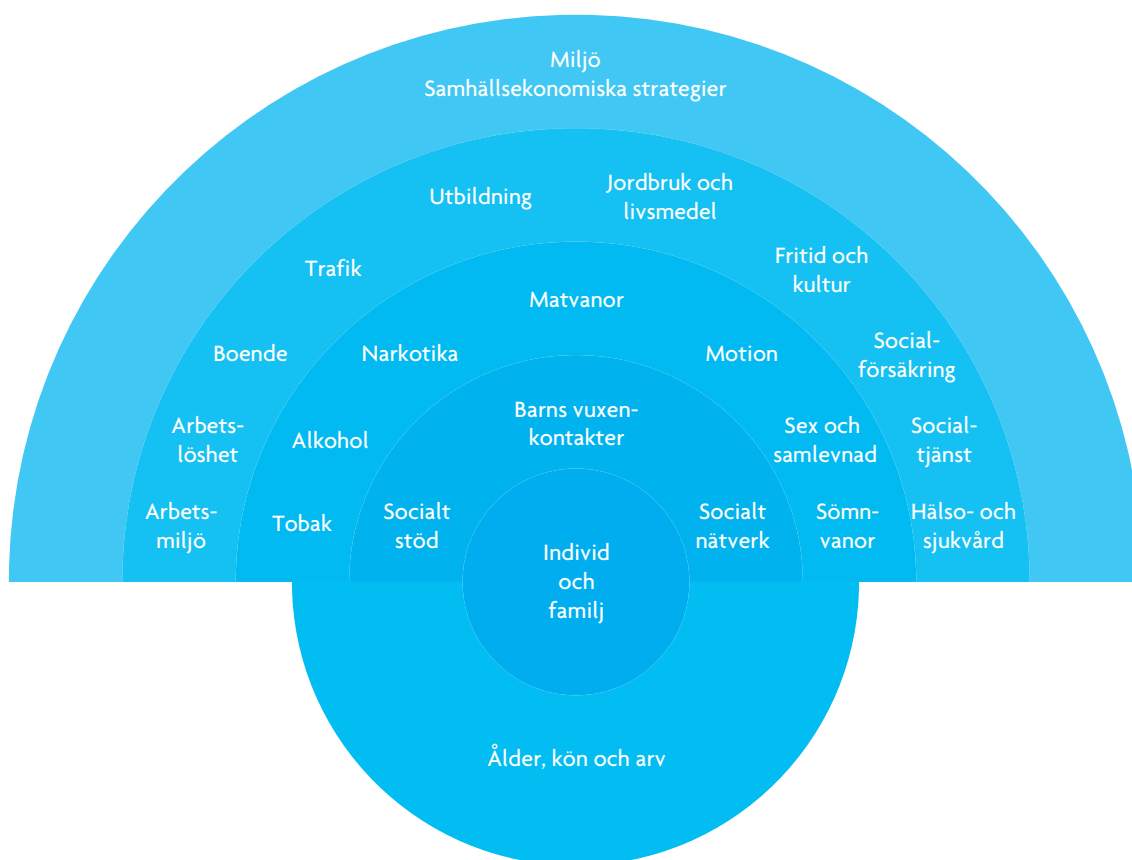 Miljö
Samhällsekonomiska strategier
Utbildning
Jordbruk och
livsmedel
Trafik
Fritid och
kultur
Matvanor
Boende
Narkotika
Motion
Social-
försäkring
Barns vuxen-
kontakter
Arbets-
löshet
Alkohol
Sex och
samlevnad
Social-
tjänst
Arbets-
miljö
Tobak
Socialt
stöd
Socialt
nätverk
Sömn-
vanor
Hälso- och
sjukvård
Individ
och
familj
Ålder, kön och arv